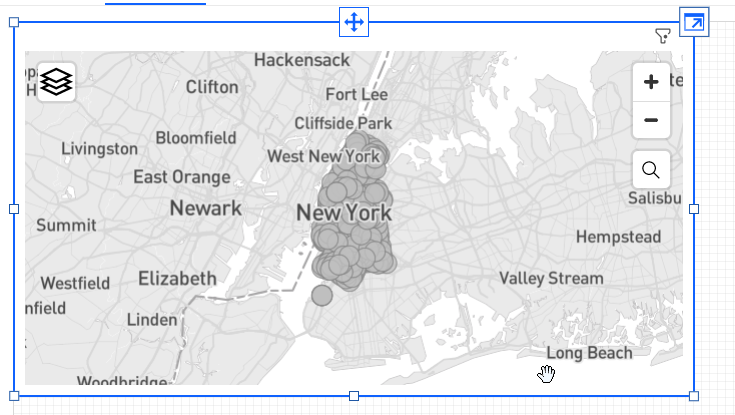 Hackensack
Clifton
Fort Lee
Cliffside Park
Bloomfield
Livingston
West New York
East Orange
Salisbu
Newark
New York
Summit
Hempstead
Elizabeth
Valley Stream
Westfield
nfield
Linden
Long Beach
Woodbridge